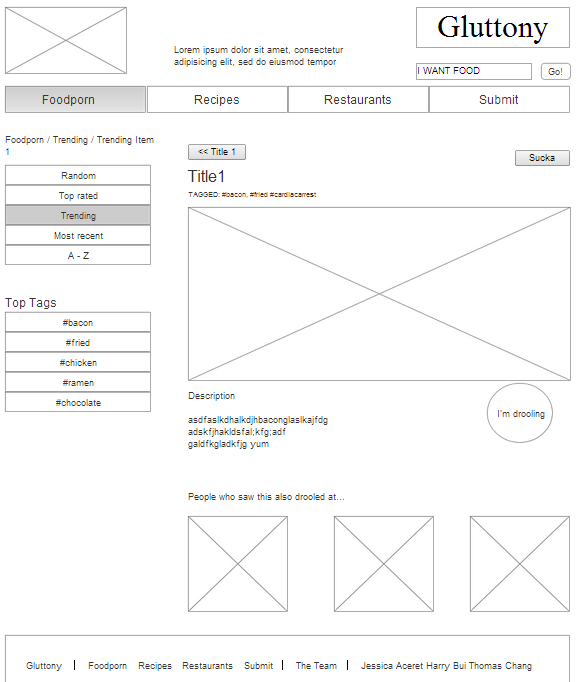 Gluttony
Lorem ipsum dolor sit amet, consectetur
adipisicing elit, sed do eiusmod tempor
I WANT FOOD
Go!
Foodporn
Recipes
Restaurants
Submit
Foodporn / Trending / Trending Item
1
Random
Top rated
Trending
Most recent
A - Z
Top Tags
#bacon
#fried
#chicken
#ramen
#chocolate
<< Title 1
Sucka
Title1
TAGGED: #bacon, #fried #cardiacarrest
Description
asdfaslkdhalkdjhbaconglaslkajfdg
adskfjhakldsfal;kfg;adf
galdfkgladkfjg yum
I'm drooling
People who saw this also drooled at...
Gluttony | Foodporn Recipes Restaurants Submit | The Team | Jessica Aceret Harry Bui Thomas Chang